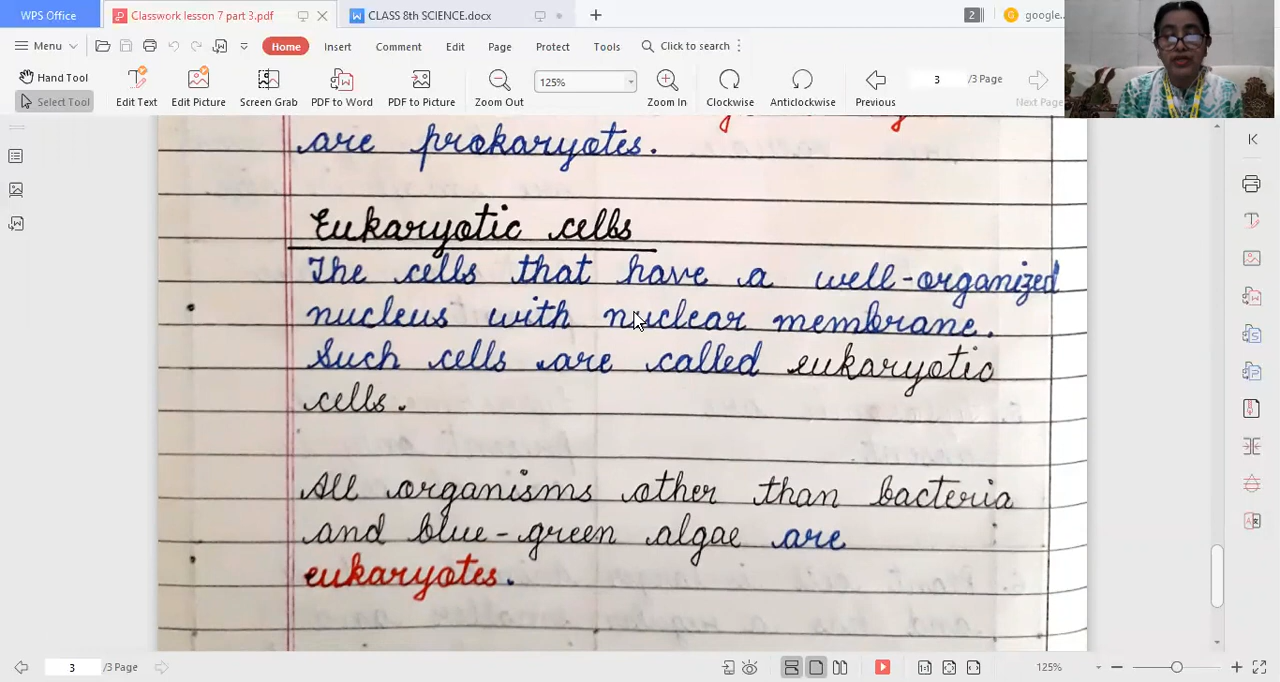 WPS Office
Classwork lesson 7 part 3.pdf
CLASS 8th SCIENCE.docx
2
google...
Menu
Home
Insert
Comment
Edit
Page
Protect
Tools
Click to search
Hand Tool
Select Tool
Edit Text
Edit Picture
Screen Grab
PDF to Word
PDF to Picture
Zoom Out
125%
Zoom In
Clockwise
Anticlockwise
Previous
3
/3 Page
Next Page
are prokaryotes.
Eukaryotic cells
The cells that have a well-organized
nucleus with nuclear membrane.
Such cells are called eukaryotic
cells.
All organisms other than bacteria
and blue-green algae are
eukaryotes.
3
/3 Page
125%